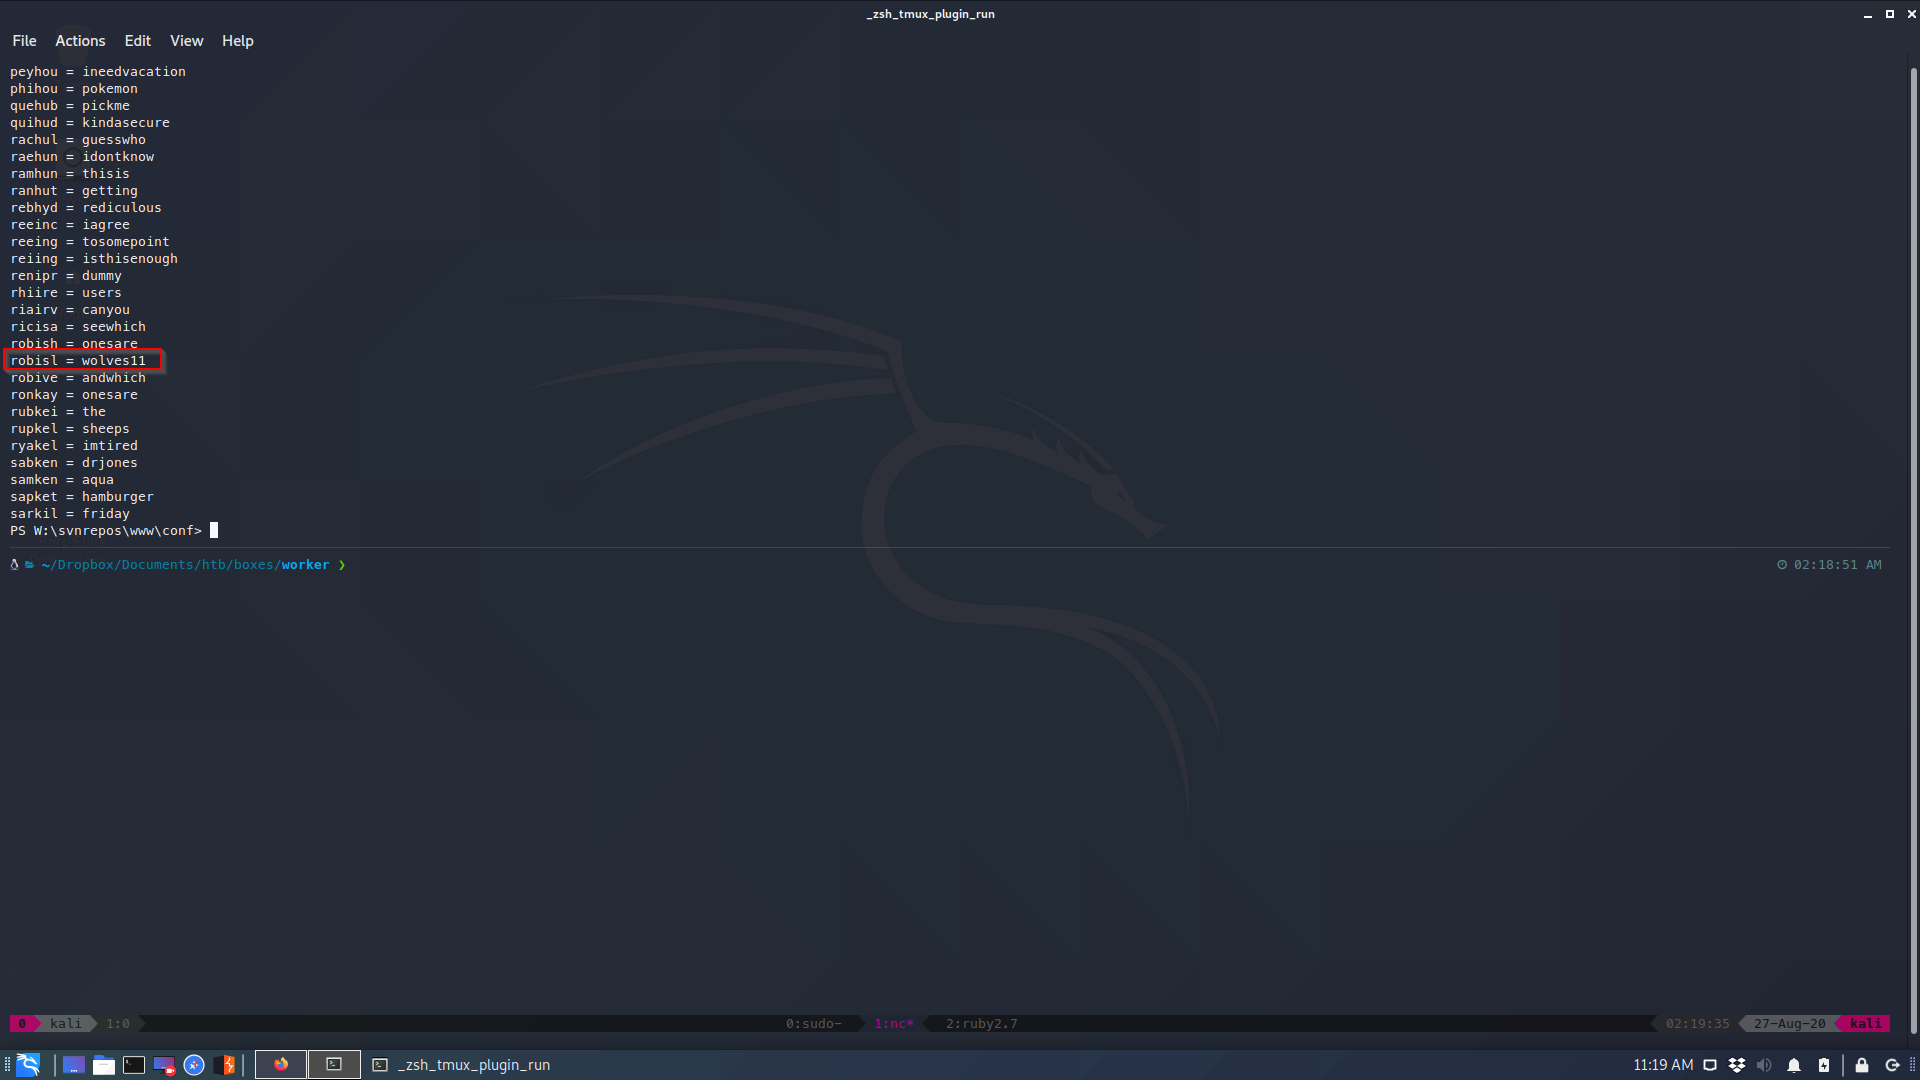 _zsh_tmux_plugin_run
File Actions Edit View Help
peyhou = ineedvacation
phihou = pokemon
quehub = pickme
quihud = kindasecure
rachul = guesswho
raehun = idontknow
ramhun = thisis
ranhut = getting
rebhyd = rediculous
reeinc = iagree
reeing = tosomepoint
reiing = isthisenough
renipr = dummy
rhiire = users
riairv = canyou
ricisa = seewhich
robish = onesare
robisl = wolves11
robive = andwhich
ronkay = onesare
rubkei = the
rupkel = sheeps
ryakel = imtired
sabken = drjones
samken = aqua
sapket = hamburger
sarkil = friday
PS W:\svnrepos\www\conf>
~/Dropbox/Documents/htb/boxes/worker ❯ 02:18:51 AM
0 kali 1:0 0:sudo- 1:nc* 2:ruby2.7 02:19:35 27-Aug-20 kali
_zsh_tmux_plugin_run 11:19 AM